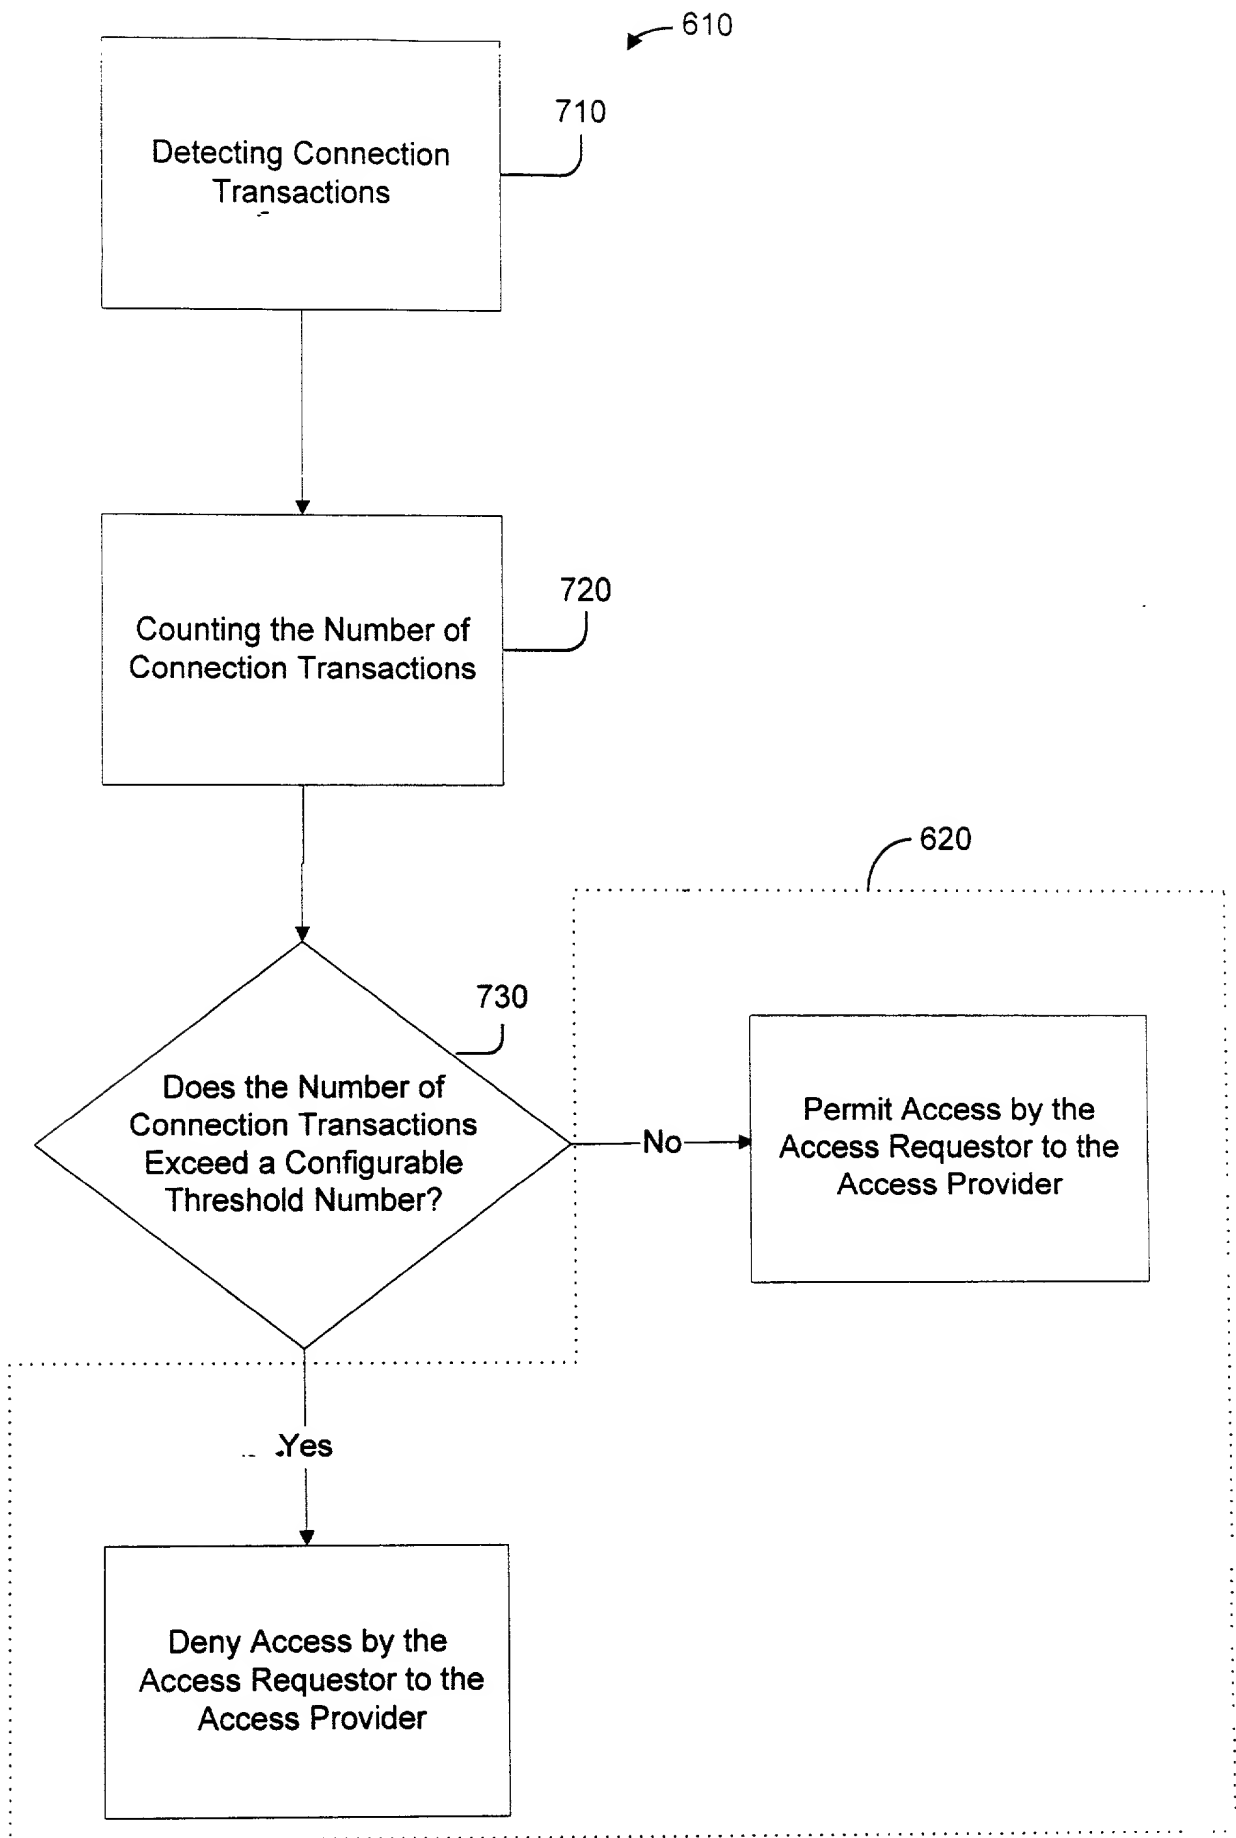 610
710
Detecting Connection
Transactions
720
Counting the Number of
Connection Transactions
620
730
Does the Number of
Connection Transactions
Exceed a Configurable
Threshold Number?
No
Permit Access by the
Access Requestor to the
Access Provider
Yes
Deny Access by the
Access Requestor to the
Access Provider